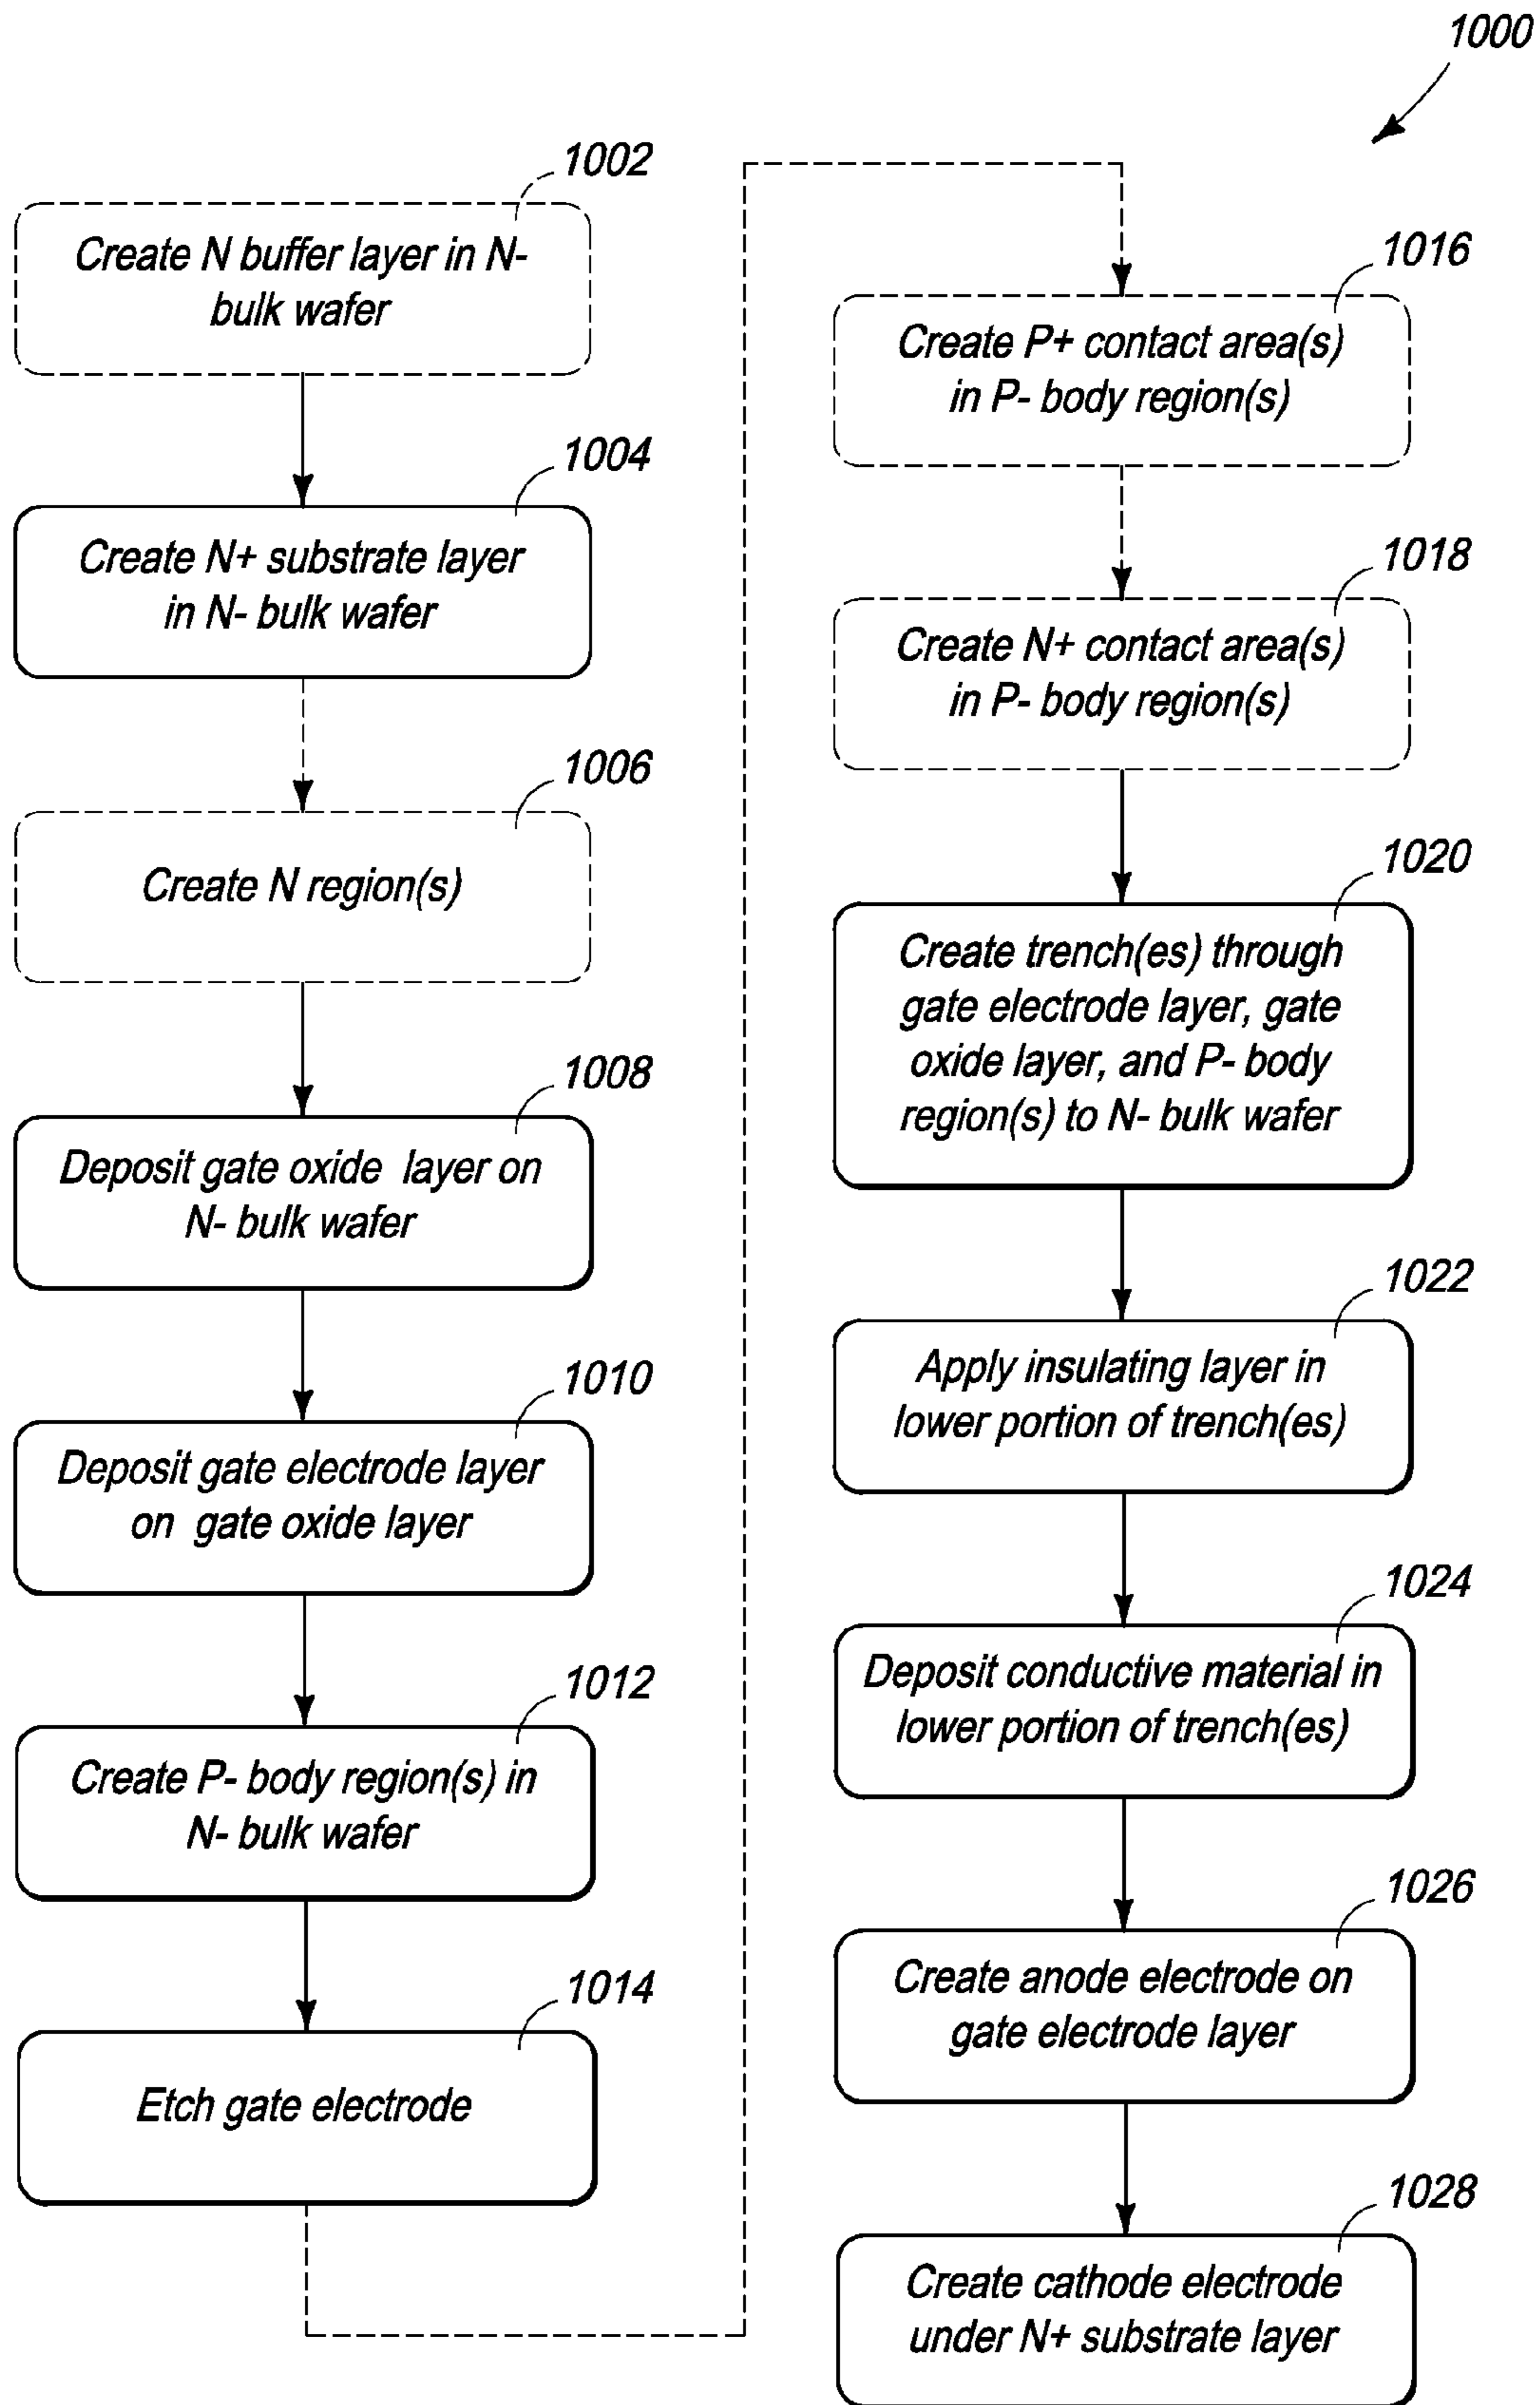 1000
1002
Create N buffer layer in N-
bulk wafer
1004
Create N+ substrate layer
in N- bulk wafer
1006
Create N region(s)
1008
Deposit gate oxide layer on
N- bulk wafer
1010
Deposit gate electrode layer
on gate oxide layer
1012
Create P- body region(s) in
N- bulk wafer
1014
Etch gate electrode
1016
Create P+ contact area(s)
in P- body region(s)
1018
Create N+ contact area(s)
in P- body region(s)
1020
Create trench(es) through
gate electrode layer, gate
oxide layer, and P- body
region(s) to N- bulk wafer
1022
Apply insulating layer in
lower portion of trench(es)
1024
Deposit conductive material in
lower portion of trench(es)
1026
Create anode electrode on
gate electrode layer
1028
Create cathode electrode
under N+ substrate layer